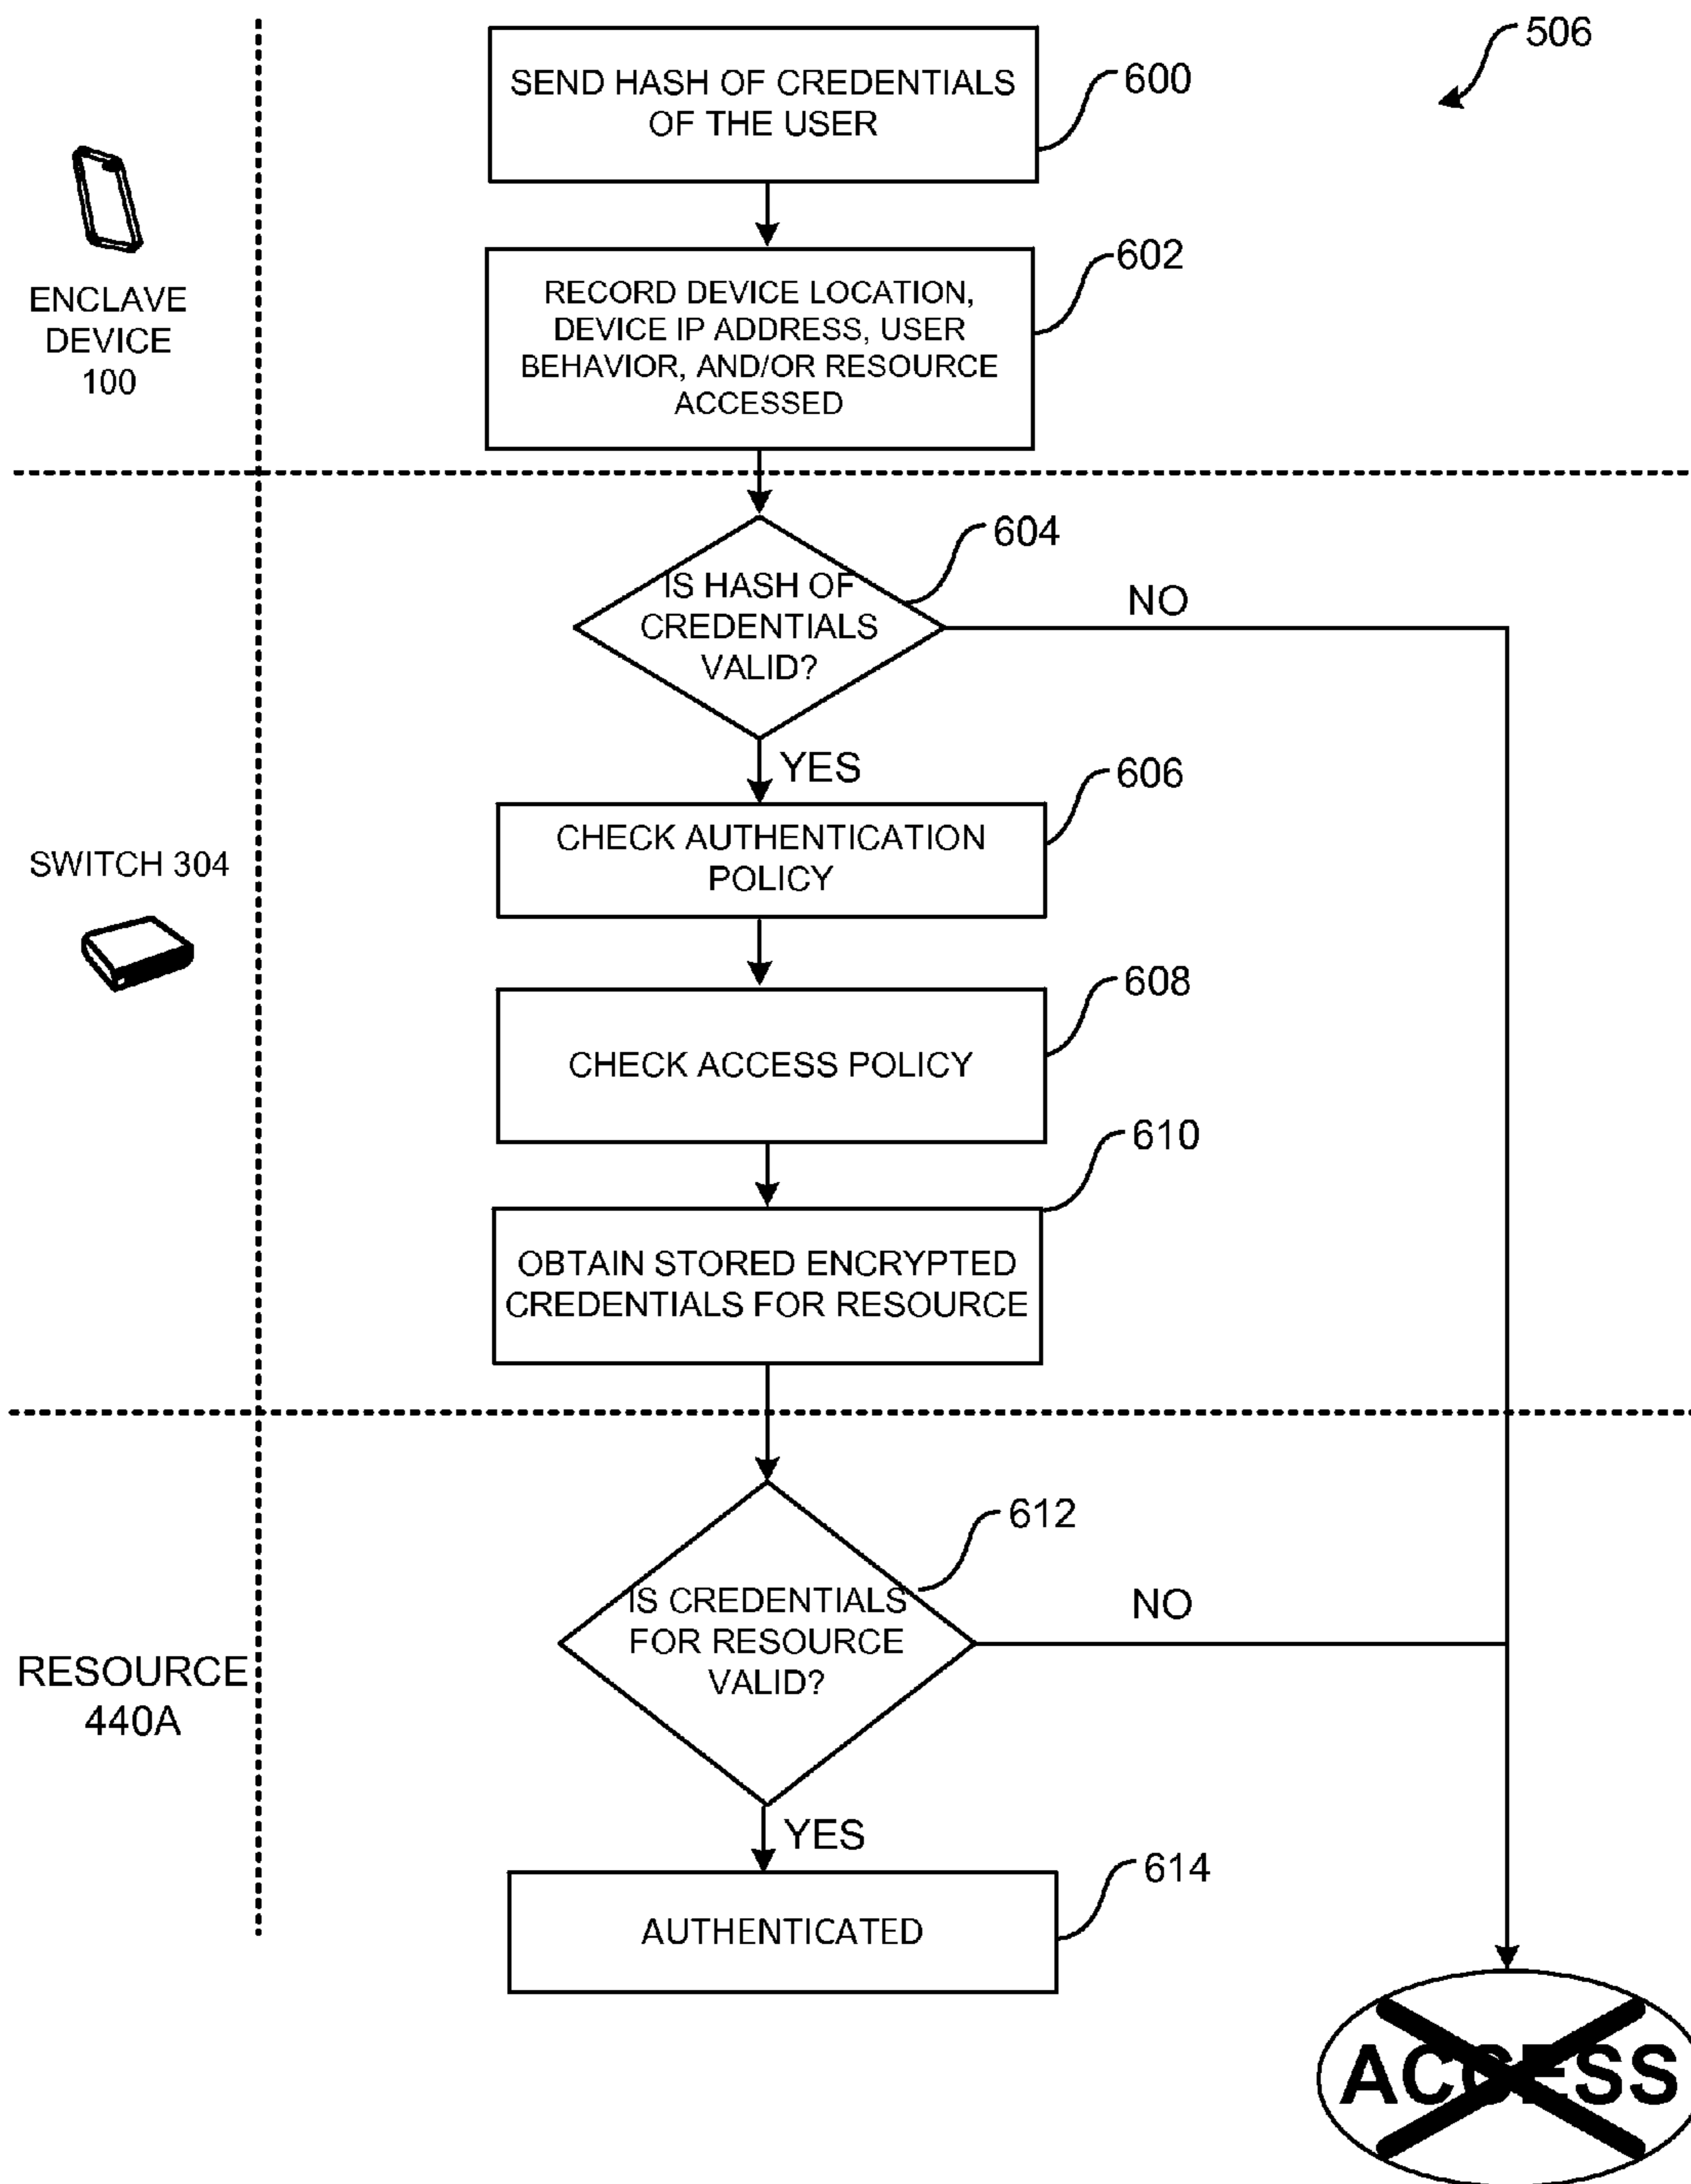 506
SEND HASH OF CREDENTIALS
OF THE USER
600
602
RECORD DEVICE LOCATION,
DEVICE IP ADDRESS, USER
BEHAVIOR, AND/OR RESOURCE
ACCESSED
ENCLAVE
DEVICE
100
604
IS HASH OF
CREDENTIALS
VALID?
NO
YES
606
CHECK AUTHENTICATION
POLICY
SWITCH 304
608
CHECK ACCESS POLICY
610
OBTAIN STORED ENCRYPTED
CREDENTIALS FOR RESOURCE
612
IS CREDENTIALS
FOR RESOURCE
VALID?
NO
RESOURCE
440A
YES
614
AUTHENTICATED
ACCESS